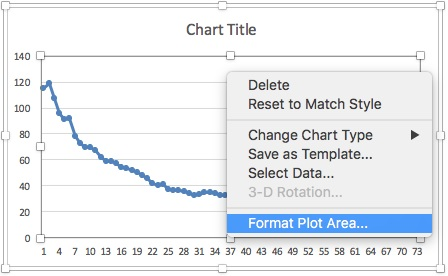 Chart Title
140
120
100
80
60
40
20
0
1 4 7 10 13 16 19 22 25 28 31 34 37 40 43 46 49 52 55 58 61 64 67 70 73
Delete
Reset to Match Style
Change Chart Type
Save as Template...
Select Data...
3-D Rotation...
Format Plot Area...